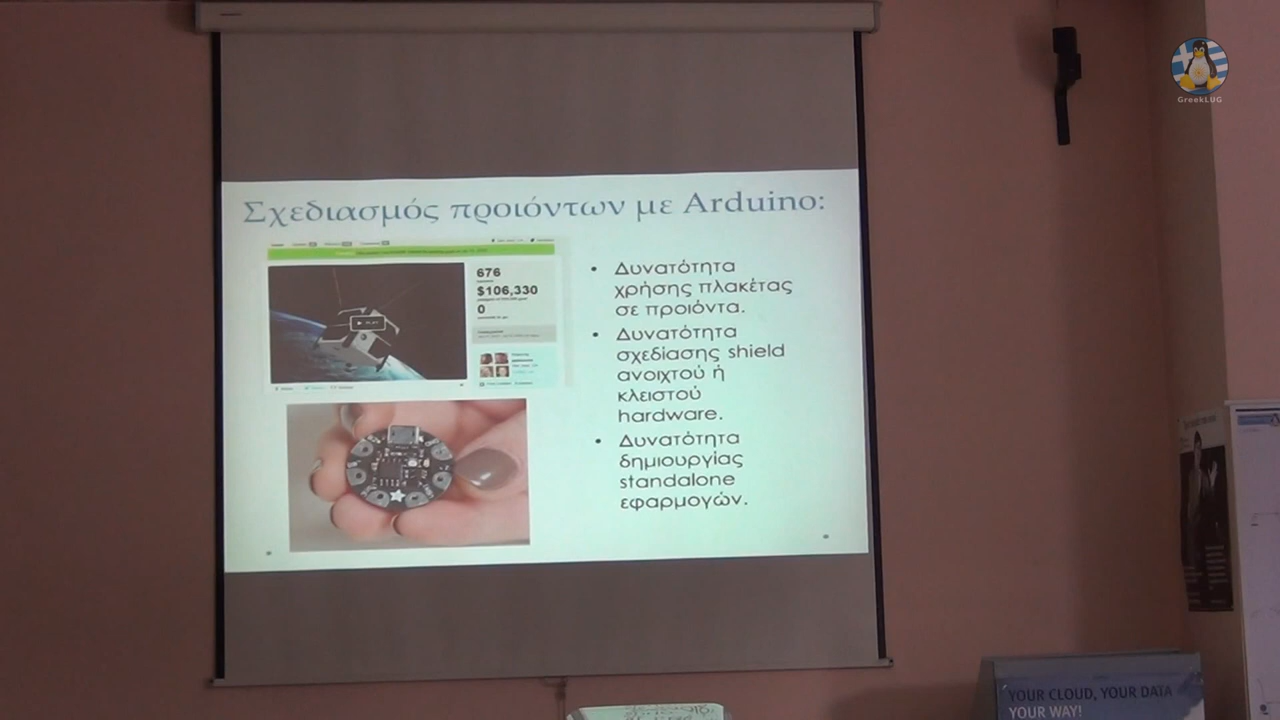 GreekLUG
Σχεδιασμός προιόντων με Arduino:
676
$106,330
0
PLAY
• Δυνατότητα
χρήσης πλακέτας
σε προιόντα.
• Δυνατότητα
σχεδίασης shield
ανοιχτού ή
κλειστού
hardware.
• Δυνατότητα
δημιουργίας
standalone
εφαρμογών.
YOUR CLOUD, YOUR DATA
YOUR WAY!